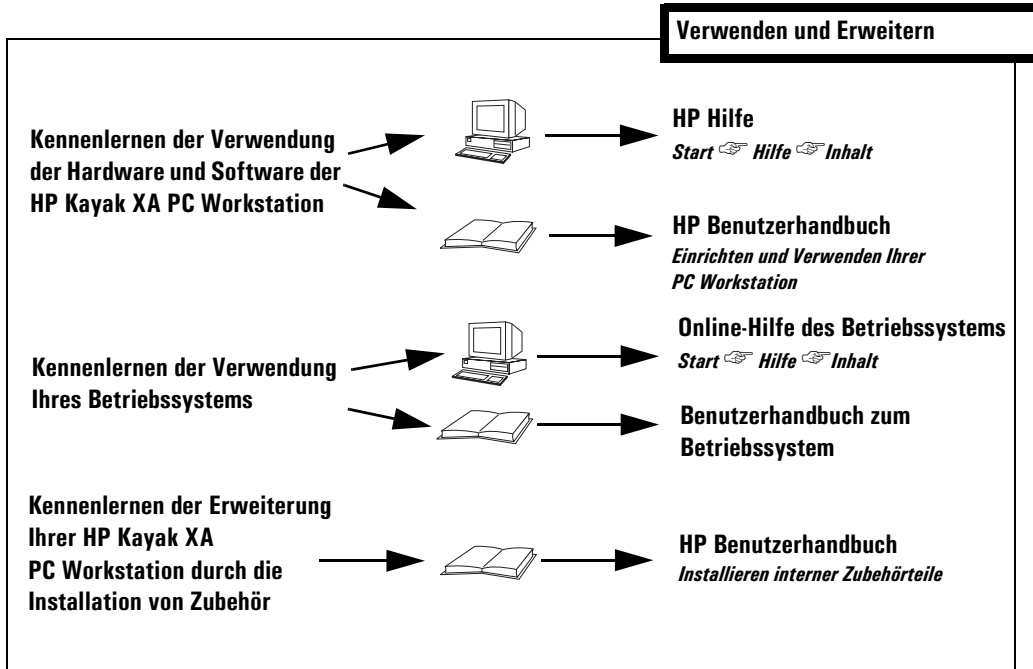 Verwenden und Erweitern
Kennenlernen der Verwendung
der Hardware und Software der
HP Kayak XA PC Workstation
HP Hilfe
Start ☞ Hilfe ☞ Inhalt
HP Benutzerhandbuch
Einrichten und Verwenden Ihrer
PC Workstation
Kennenlernen der Verwendung
Ihres Betriebssystems
Online-Hilfe des Betriebssystems
Start ☞ Hilfe ☞ Inhalt
Benutzerhandbuch zum
Betriebssystem
Kennenlernen der Erweiterung
Ihrer HP Kayak XA
PC Workstation durch die
Installation von Zubehör
HP Benutzerhandbuch
Installieren interner Zubehörteile